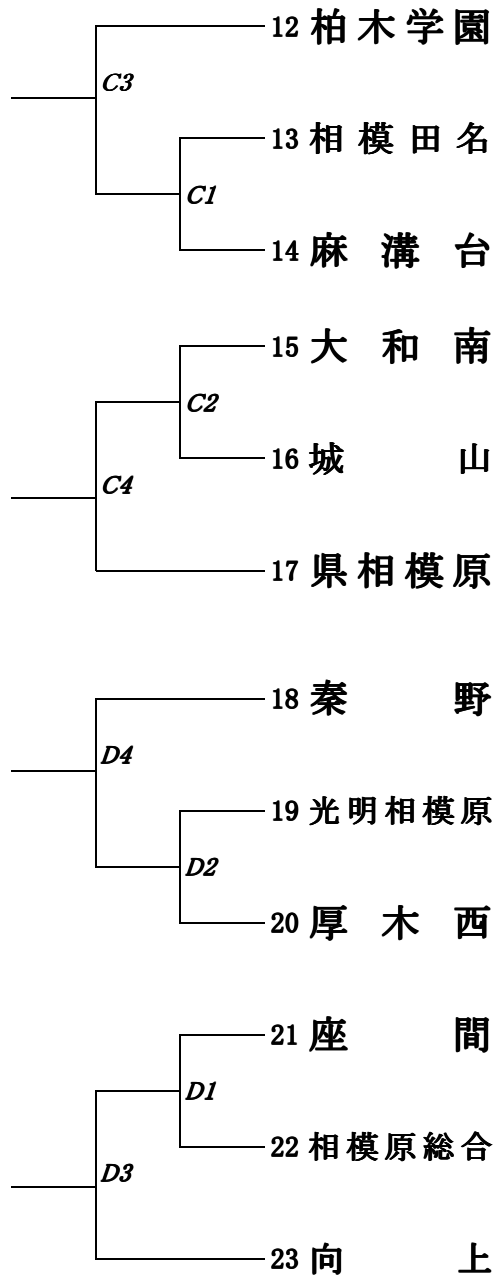 12 柏木学園
C3
13 相模田名
C1
14 麻溝台
15 大和南
C2
16 城山
C4
17 県相模原
18 秦野
D4
19 光明相模原
D2
20 厚木西
21 座間
D1
22 相模原総合
D3
23 向上